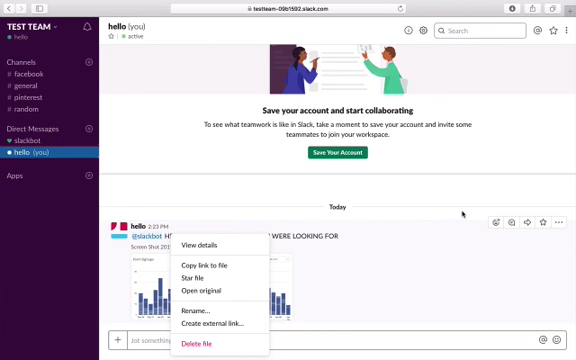 testteam-09b1592.slack.com
TEST TEAM
hello
Channels
# facebook
# general
# pinterest
# random
Direct Messages
slackbot
hello (you)
Apps
hello (you)
active
Search
Save your account and start collaborating
To see what teamwork is like in Slack, take a moment to save your account and invite some
teammates to join your workspace.
Save Your Account
Today
hello 2:23 PM
@slackbot WERE LOOKING FOR
Screen Shot
View details
Copy link to file
Star file
Open original
Rename...
Create external link...
Delete file
Jot something